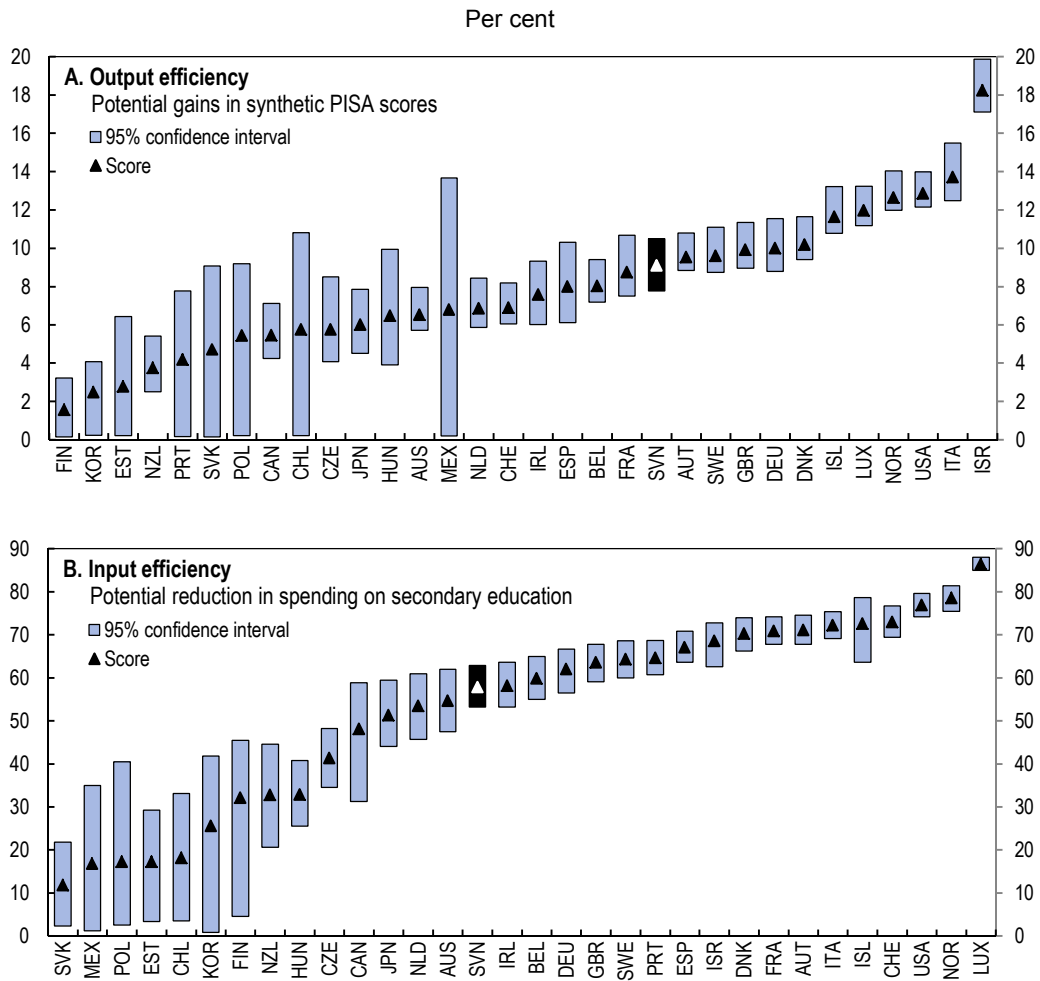 Per cent
A. Output efficiency
Potential gains in synthetic PISA scores
95% confidence interval
Score
20 20
18 18
16 16
14 14
12 12
10 10
8 8
6 6
4 4
2 2
0 0
FIN KOR EST NZL PRT SVK POL CAN CHL CZE JPN HUN AUS MEX NLD CHE IRL ESP BEL FRA SVN AUT SWE GBR DEU DNK ISL LUX NOR USA ITA ISR
B. Input efficiency
Potential reduction in spending on secondary education
95% confidence interval
Score
90 90
80 80
70 70
60 60
50 50
40 40
30 30
20 20
10 10
0 0
SVK MEX POL EST CHL KOR FIN NZL HUN CZE CAN JPN NLD AUS SVN IRL BEL DEU GBR SWE PRT ESP ISR DNK FRA AUT ITA ISL CHE USA NOR LUX